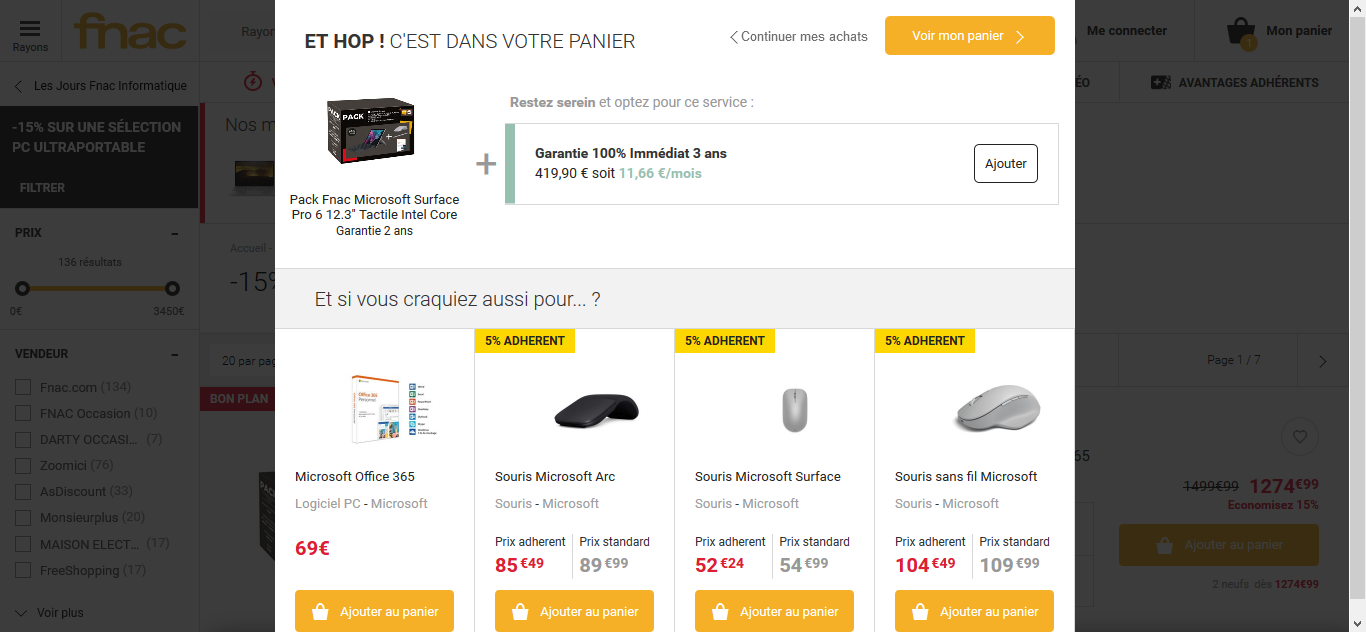 Rayons
fnac
Rayon
ET HOP ! C'EST DANS VOTRE PANIER
Continuer mes achats
Voir mon panier
Me connecter
1
Mon panier
Les Jours Fnac Informatique
ÉO
AVANTAGES ADHÉRENTS
-15% SUR UNE SÉLECTION
PC ULTRAPORTABLE
FILTRER
Nos m
PACK
Restez serein et optez pour ce service :
Garantie 100% Immédiat 3 ans
419,90 € soit 11,66 €/mois
Ajouter
Pack Fnac Microsoft Surface
Pro 6 12.3" Tactile Intel Core
Garantie 2 ans
PRIX
136 résultats
0€
3450€
Accueil -
-15%
Et si vous craquiez aussi pour... ?
VENDEUR
Fnac.com (134)
FNAC Occasion (10)
DARTY OCCASI... (7)
Zoomici (76)
AsDiscount (33)
Monsieurplus (20)
MAISON ELECT... (17)
FreeShopping (17)
Voir plus
20 par pag
Page 1 / 7
BON PLAN
5% ADHERENT
5% ADHERENT
5% ADHERENT
Office 365
Microsoft Office 365
Logiciel PC - Microsoft
69€
Ajouter au panier
Souris Microsoft Arc
Souris - Microsoft
Prix adherent
85€49
Prix standard
89€99
Ajouter au panier
Souris Microsoft Surface
Souris - Microsoft
Prix adherent
52€24
Prix standard
54€99
Ajouter au panier
Souris sans fil Microsoft
Souris - Microsoft
Prix adherent
104€49
Prix standard
109€99
Ajouter au panier
65
1499€99 1274€99
Economisez 15%
Ajouter au panier
2 neufs dès 1274€99